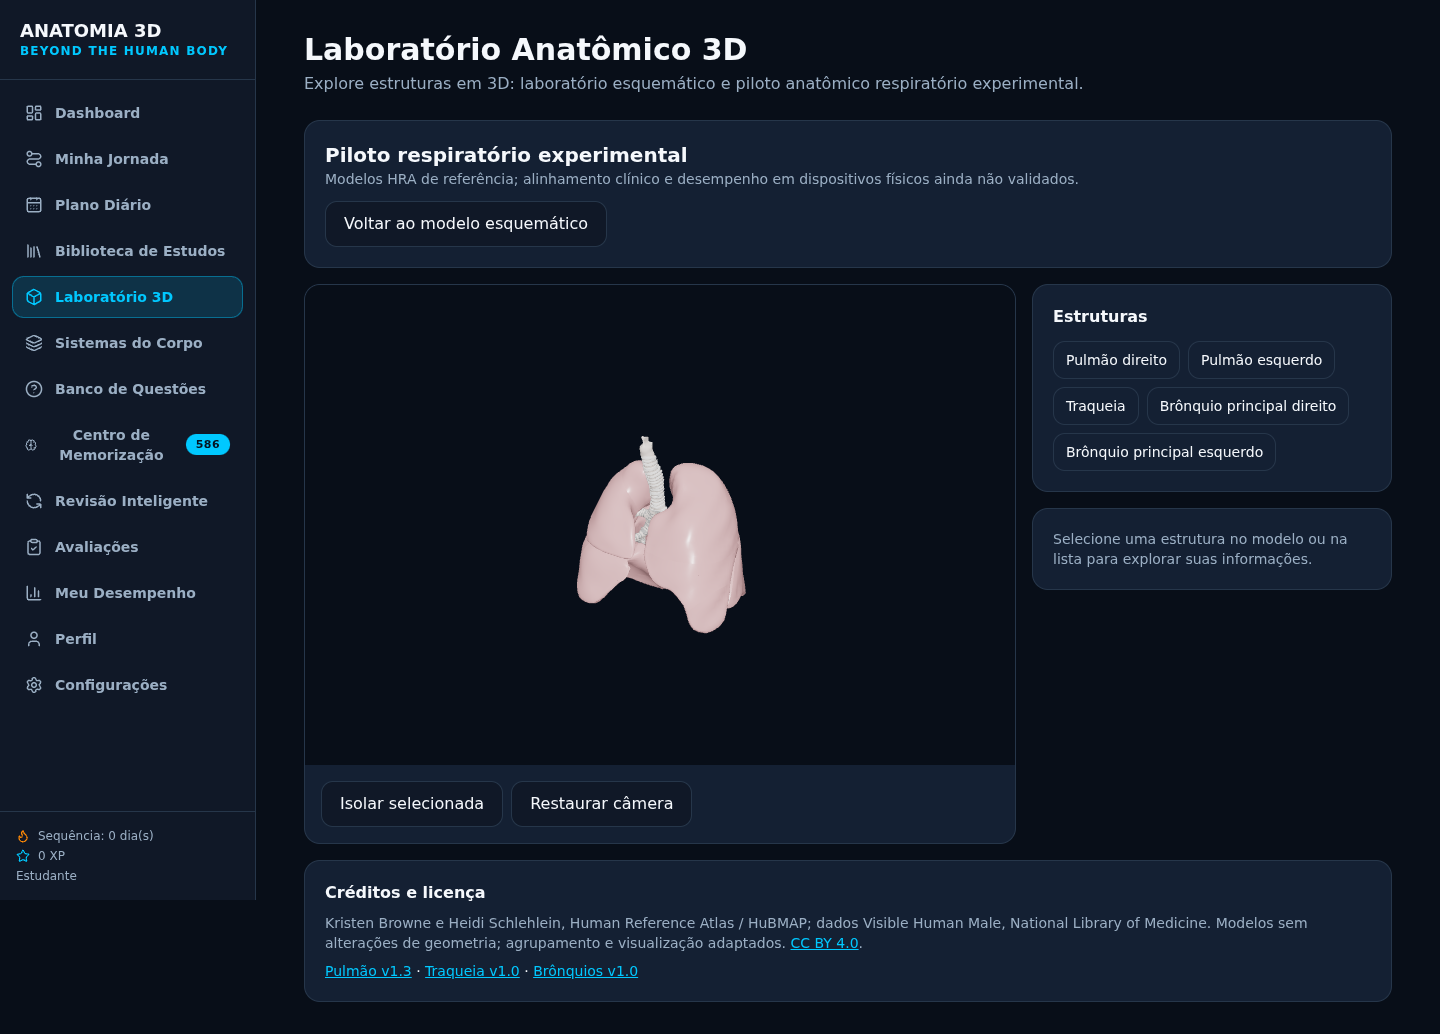 ANATOMIA 3D
BEYOND THE HUMAN BODY
Dashboard
Minha Jornada
Plano Diário
Biblioteca de Estudos
Laboratório 3D
Sistemas do Corpo
Banco de Questões
Centro de
Memorização
586
Revisão Inteligente
Avaliações
Meu Desempenho
Perfil
Configurações
Sequência: 0 dia(s)
0 XP
Estudante
Laboratório Anatômico 3D
Explore estruturas em 3D: laboratório esquemático e piloto anatômico respiratório experimental.
Piloto respiratório experimental
Modelos HRA de referência; alinhamento clínico e desempenho em dispositivos físicos ainda não validados.
Voltar ao modelo esquemático
Isolar selecionada
Restaurar câmera
Estruturas
Pulmão direito
Pulmão esquerdo
Traqueia
Brônquio principal direito
Brônquio principal esquerdo
Selecione uma estrutura no modelo ou na
lista para explorar suas informações.
Créditos e licença
Kristen Browne e Heidi Schlehlein, Human Reference Atlas / HuBMAP; dados Visible Human Male, National Library of Medicine. Modelos sem
alterações de geometria; agrupamento e visualização adaptados. CC BY 4.0.
Pulmão v1.3 · Traqueia v1.0 · Brônquios v1.0